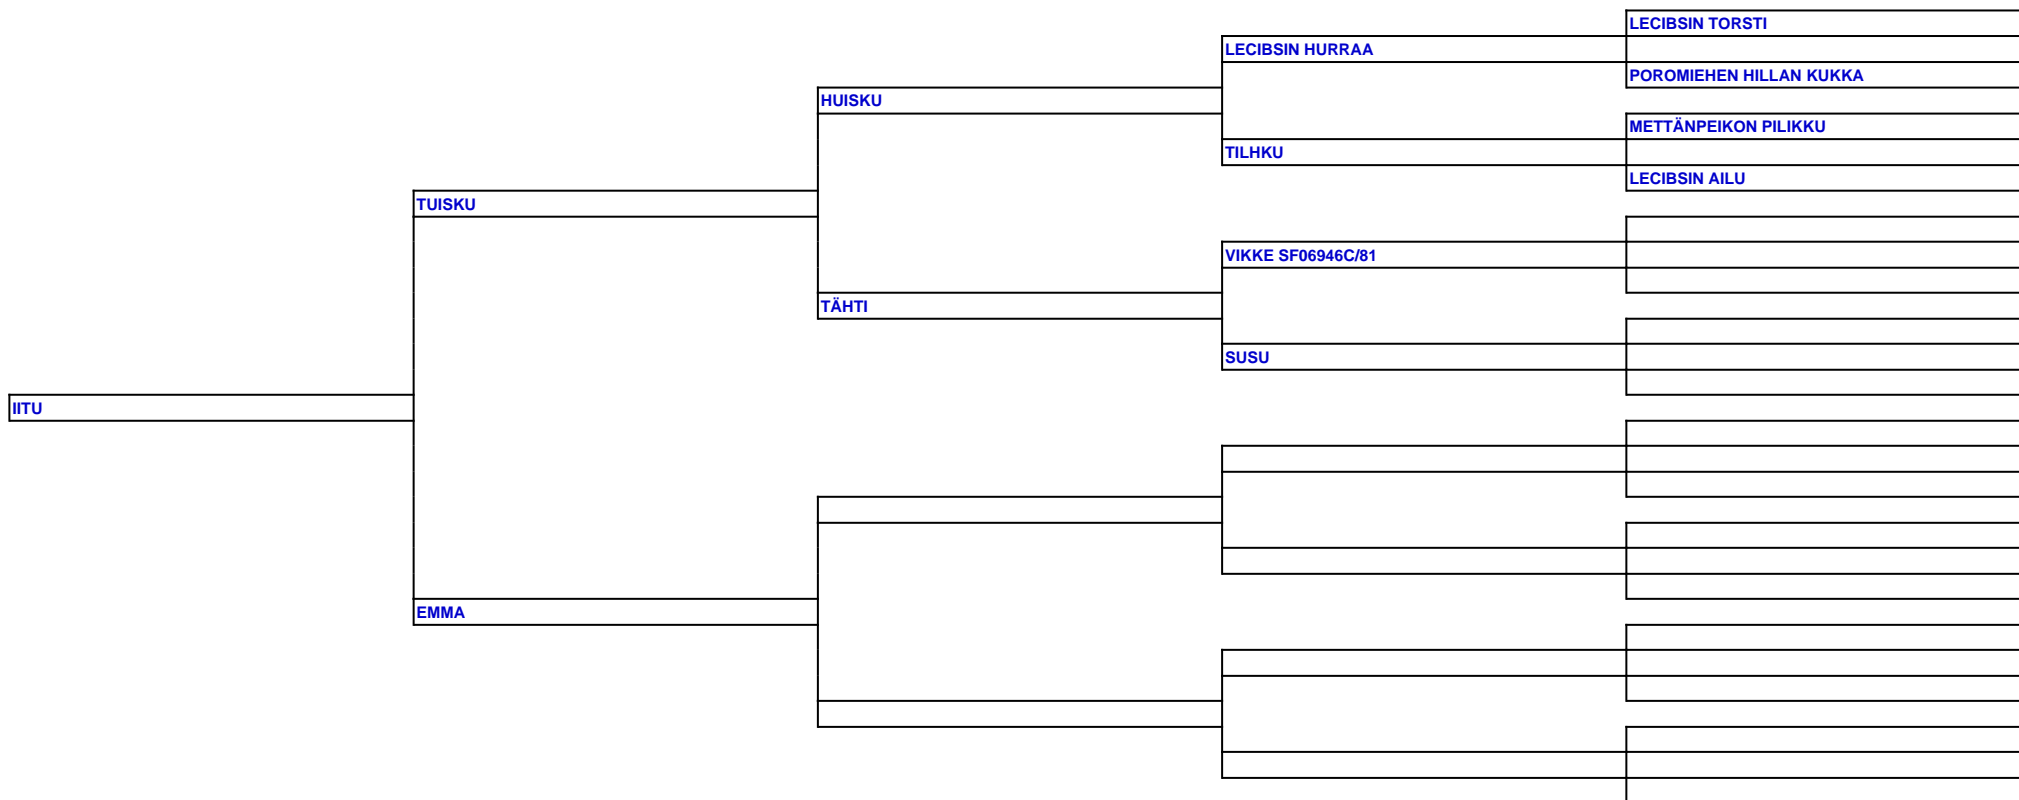 LECIBSIN TORSTI
LECIBSIN HURRAA
POROMIEHEN HILLAN KUKKA
HUISKU
METTÄNPEIKON PILIKKU
TILHKU
LECIBSIN AILU
TUISKU
VIKKE SF06946C/81
TÄHTI
SUSU
IITU
EMMA